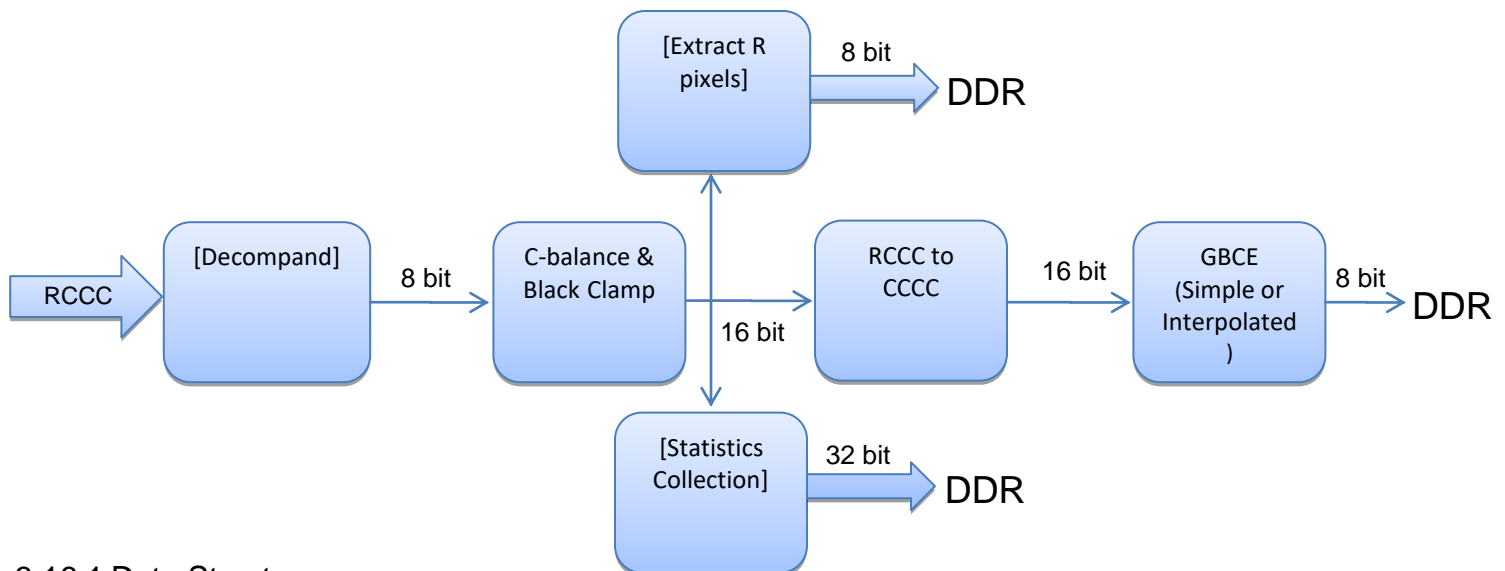 [Extract R
pixels]
8 bit
DDR
RCCC
[Decompand]
8 bit
C-balance &
Black Clamp
16 bit
RCCC to
CCCC
16 bit
GBCE
(Simple or
Interpolated
)
8 bit
DDR
[Statistics
Collection]
32 bit
DDR